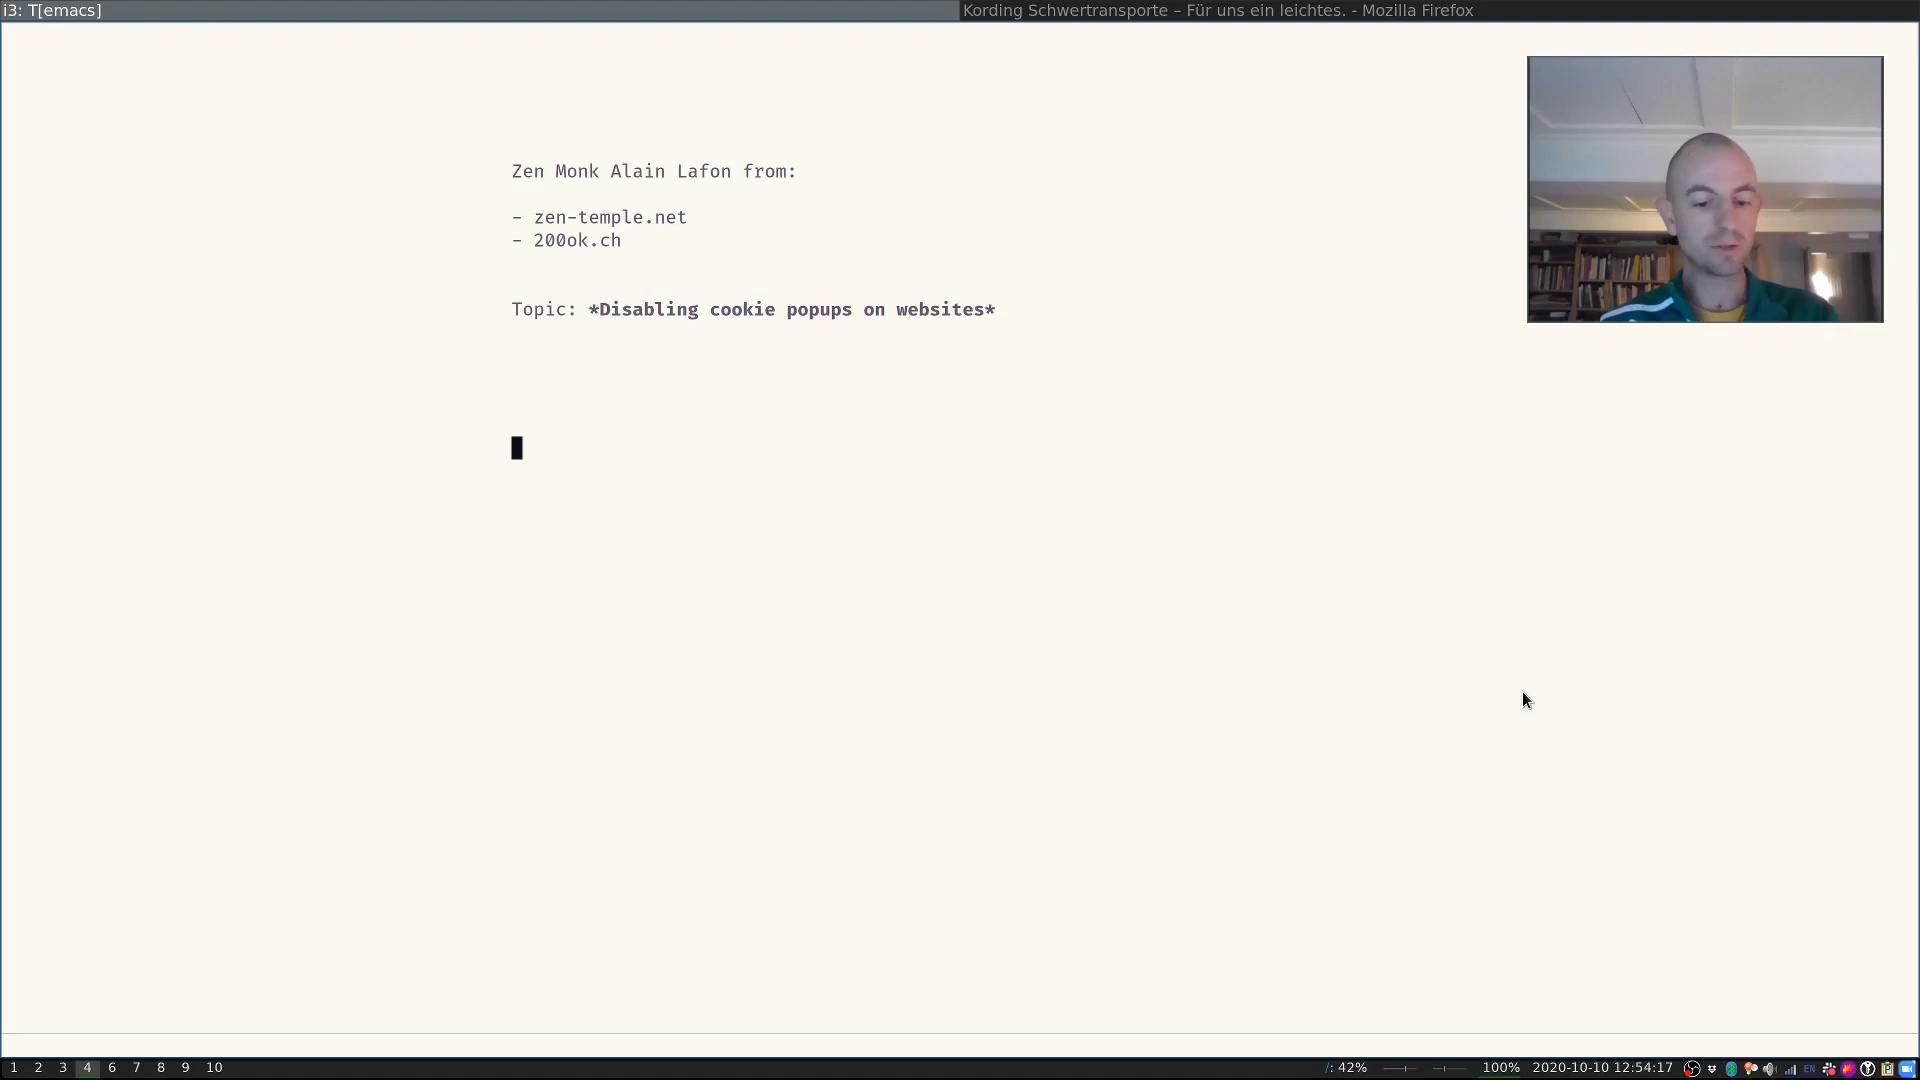 i3: T[emacs]
Kording Schwertransporte – Für uns ein leichtes. - Mozilla Firefox
Zen Monk Alain Lafon from:
- zen-temple.net
- 200ok.ch
Topic: *Disabling cookie popups on websites*
1 2 3 4 6 7 8 9 10
/: 42% 100% 2020-10-10 12:54:17 EN